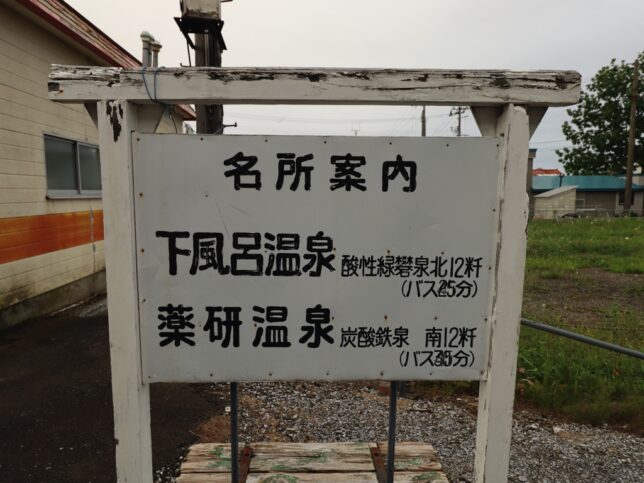 名所案内
下風呂温泉 酸性緑礬泉北12粁
(バス25分)
薬研温泉 炭酸鉄泉 南12粁
(バス35分)